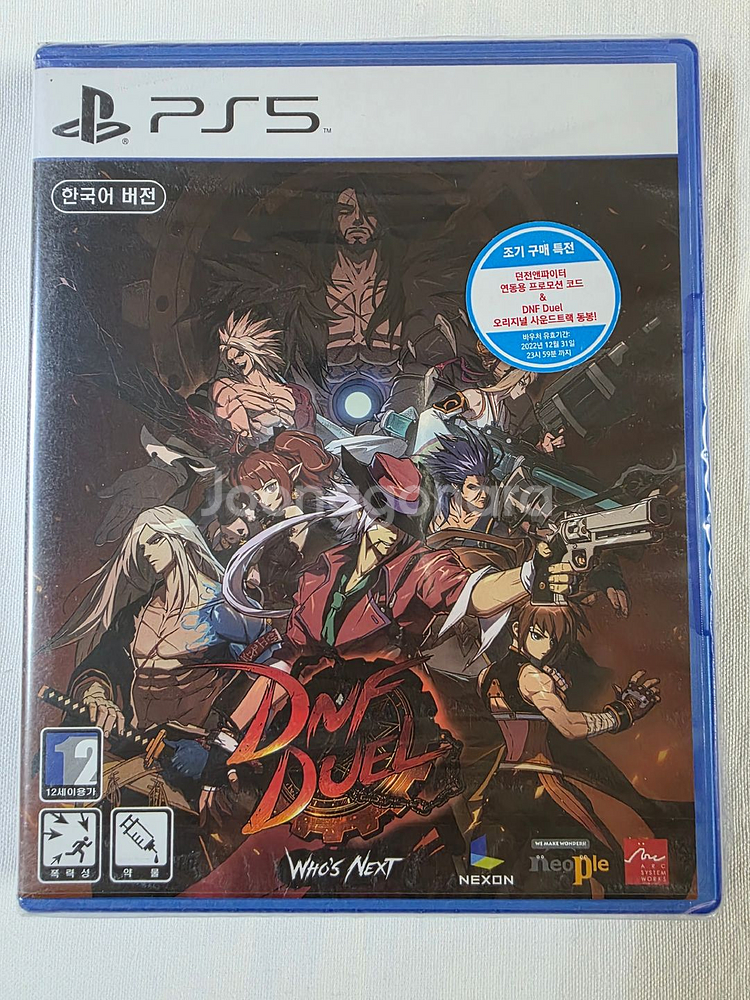 PS5
한국어 버전
조기 구매 특전
던전앤파이터
연동용 프로모션 코드
&
DNF Duel
오리지널 사운드트랙 동봉!
바우처 유효기간:
2022년 12월 31일
23시 59분 까지
Joonggonara
DNF
DUEL
WHO'S NEXT
12
12세이용가
폭력성
약물
NEXON
WE MAKE WONDERS!!
neople
ARC
SYSTEM
WORKS